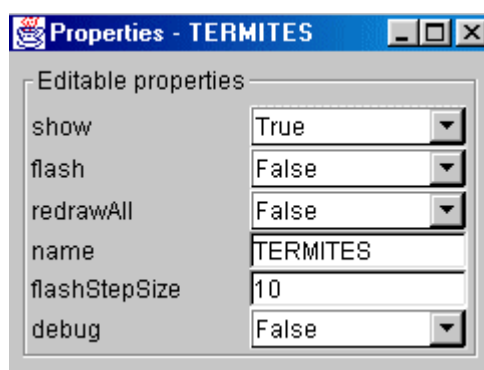 Properties - TERMITES
Editable properties
show True
flash False
redrawAll False
name TERMITES
flashStepSize 10
debug False